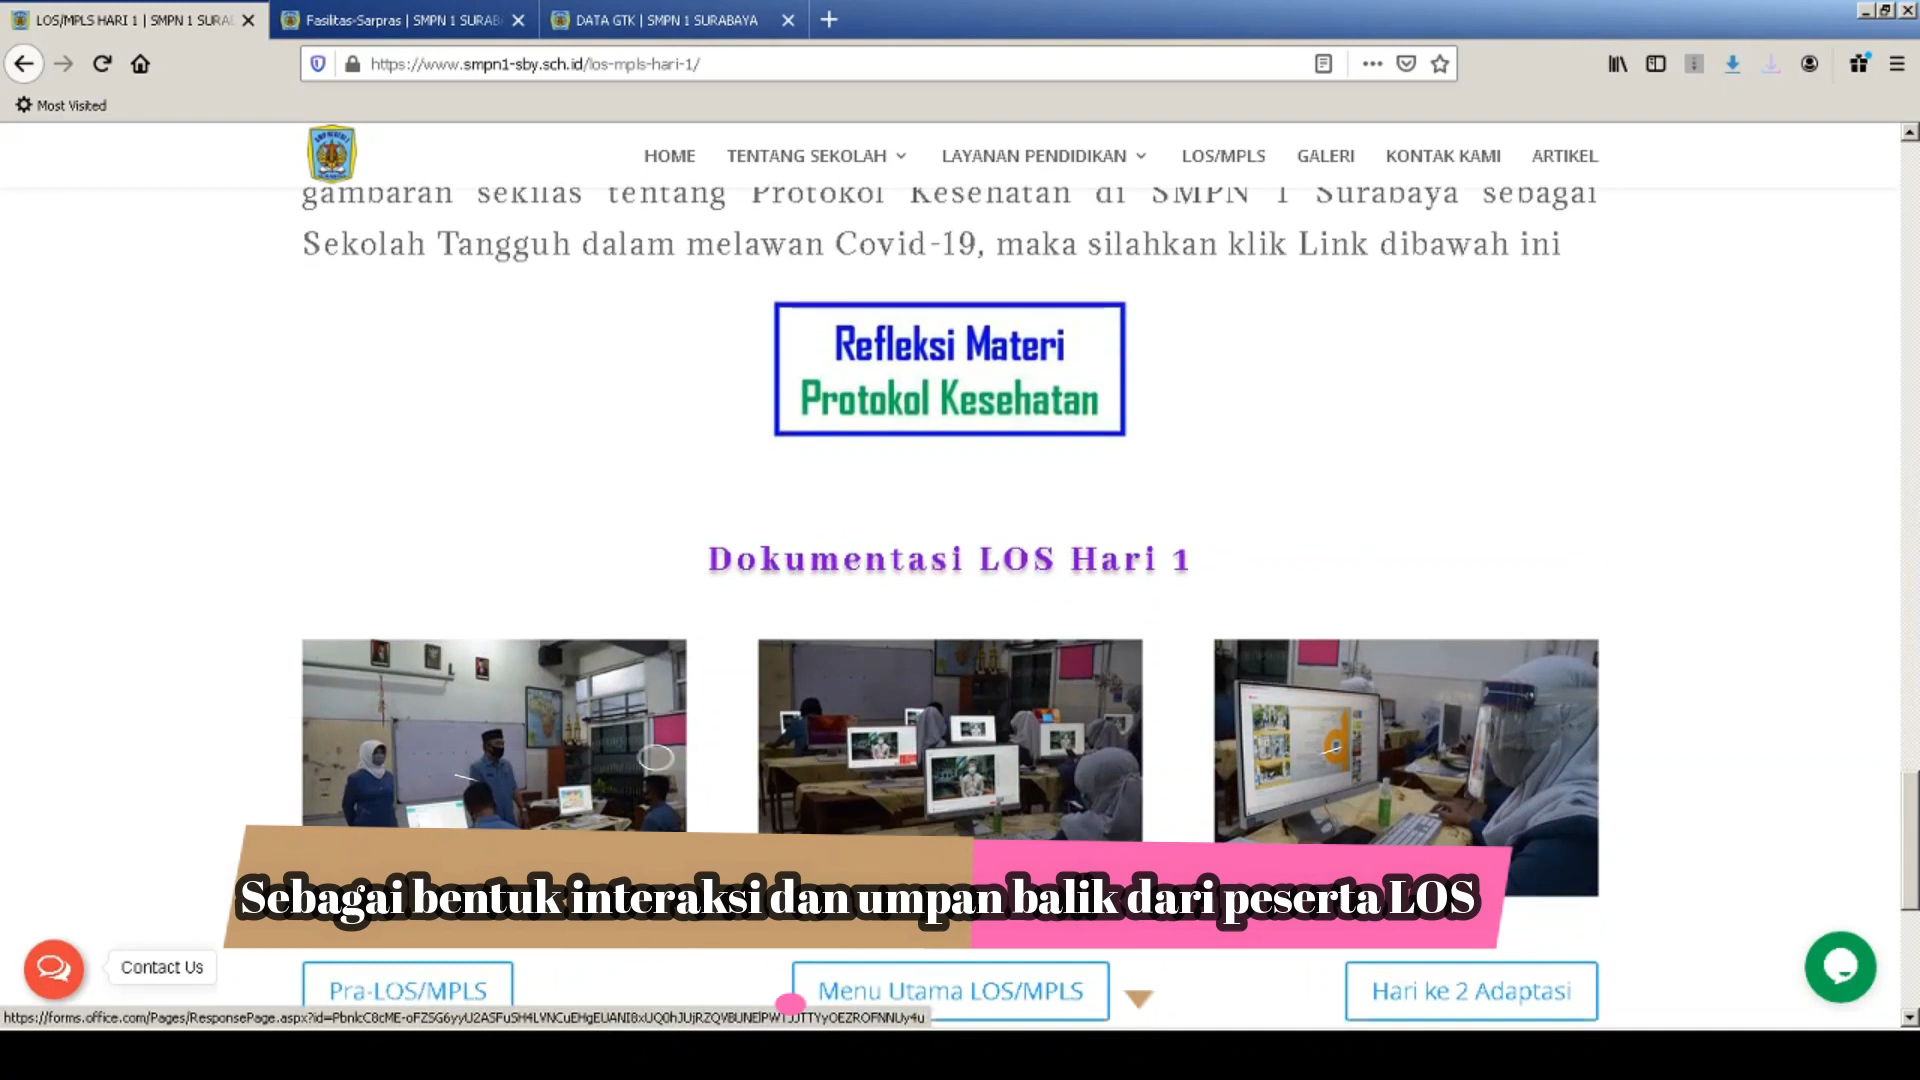 LOS/MPLS HARI 1 | SMPN 1 SURA
Fasilitas-Sarpras | SMPN 1 SURAB
DATA GTK | SMPN 1 SURABAYA
https://www.smpn1-sby.sch.id/los-mpls-hari-1/
Most Visited
HOME
TENTANG SEKOLAH
LAYANAN PENDIDIKAN
LOS/MPLS
GALERI
KONTAK KAMI
ARTIKEL
gambaran sekilas tentang Protokol Kesehatan di SMPN 1 Surabaya sebagai
Sekolah Tangguh dalam melawan Covid-19, maka silahkan klik Link dibawah ini
Refleksi Materi
Protokol Kesehatan
Dokumentasi LOS Hari 1
Sebagai bentuk interaksi dan umpan balik dari peserta LOS
Contact Us
Pra-LOS/MPLS
Menu Utama LOS/MPLS
Hari ke 2 Adaptasi